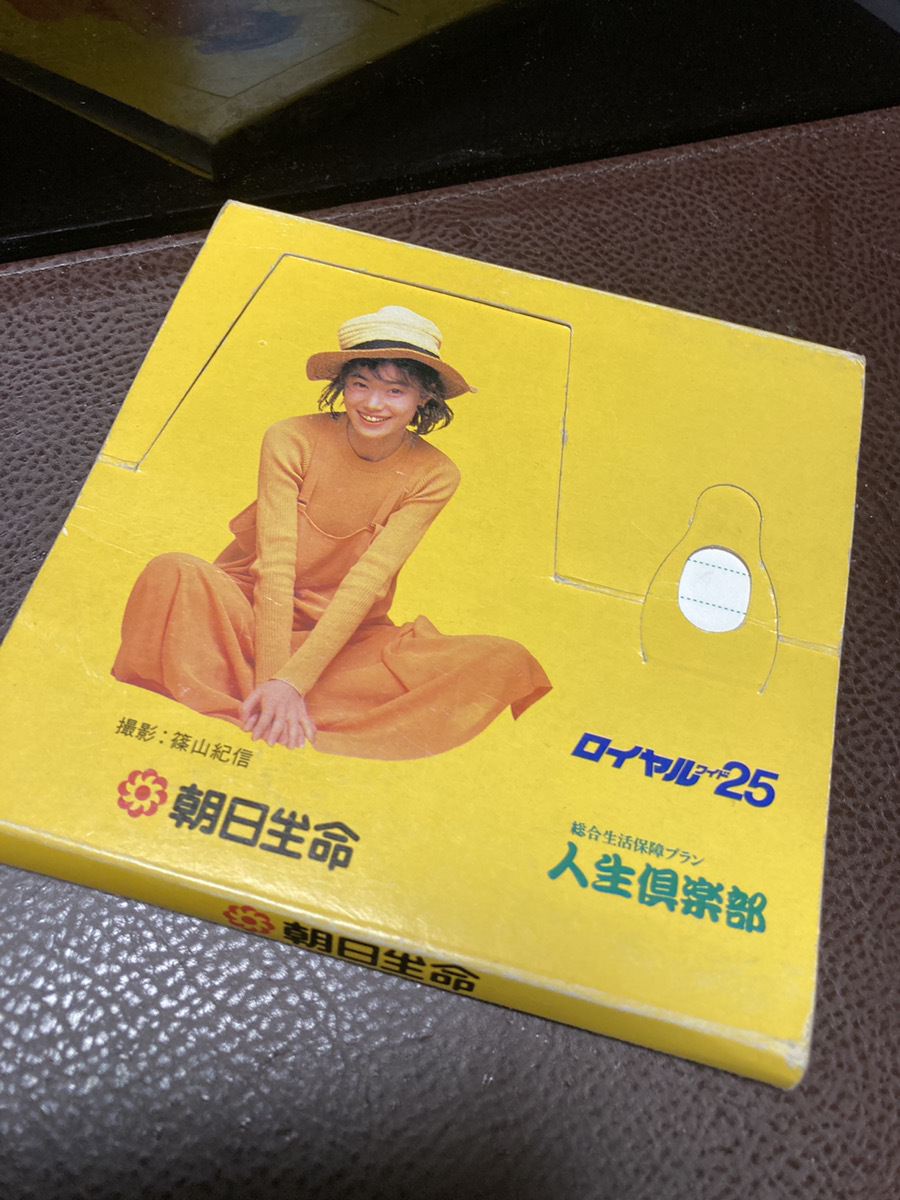 撮影:篠山紀信
朝日生命
ロイヤルワイド25
総合生活保障プラン
人生倶楽部
朝日生命